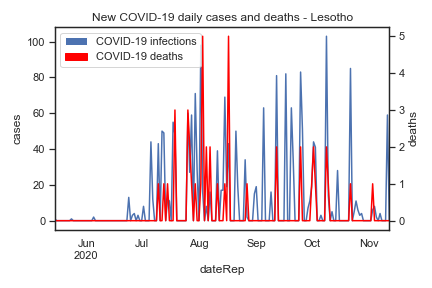 New COVID-19 daily cases and deaths - Lesotho
COVID-19 infections
COVID-19 deaths
cases
100
80
60
40
20
0
deaths
5
4
3
2
1
0
Jun
2020
Jul
Aug
Sep
Oct
Nov
dateRep